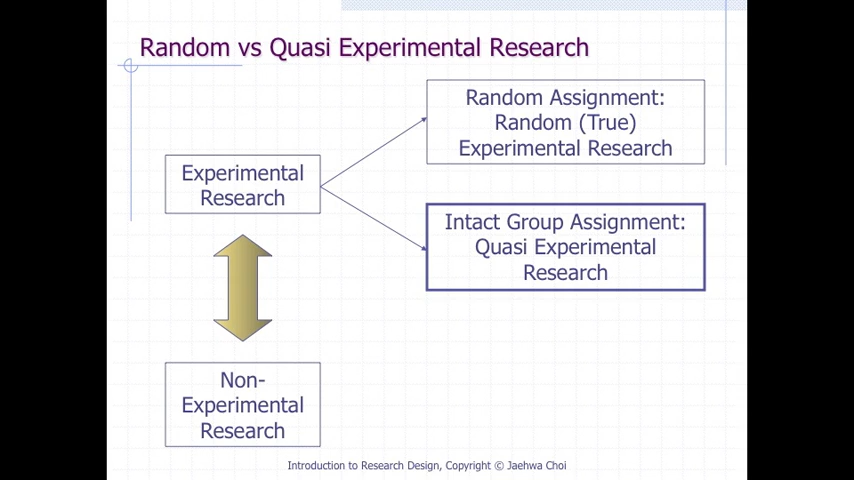 Random vs Quasi Experimental Research
Random Assignment:
Random (True)
Experimental Research
Experimental
Research
Intact Group Assignment:
Quasi Experimental
Research
Non-
Experimental
Research
Introduction to Research Design, Copyright © Jaehwa Choi